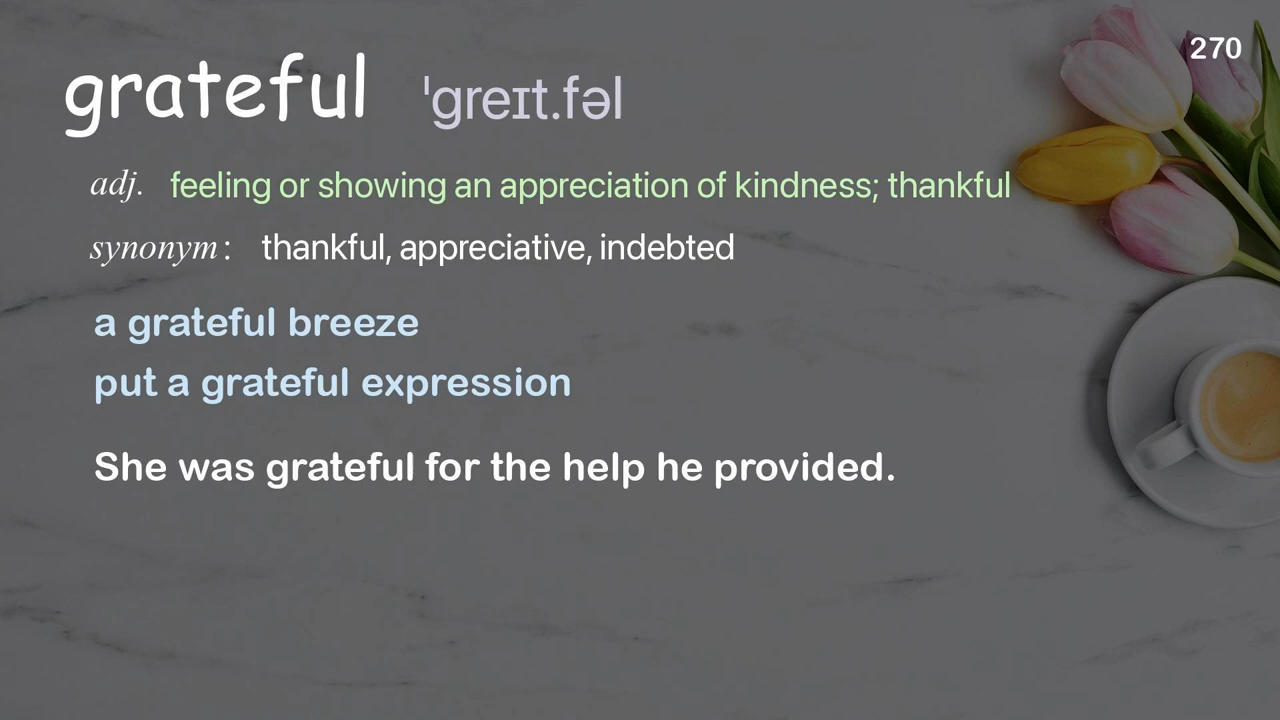 270
grateful ˈɡreɪt.fəl
adj. feeling or showing an appreciation of kindness; thankful
synonym: thankful, appreciative, indebted
a grateful breeze
put a grateful expression
She was grateful for the help he provided.